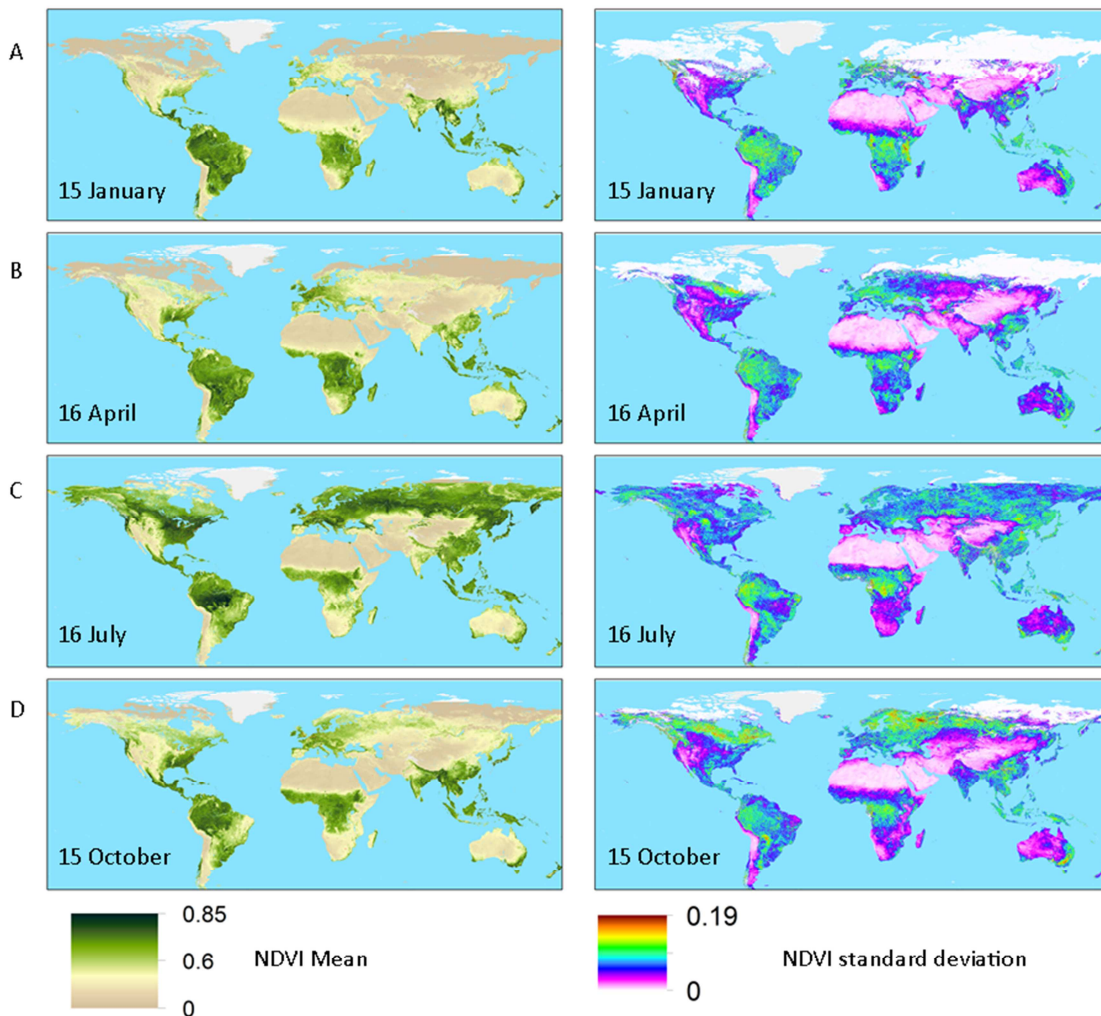 A
15 January
15 January
B
16 April
16 April
C
16 July
16 July
D
15 October
15 October
0.85
0.6
0
NDVI Mean
0.19
0
NDVI standard deviation